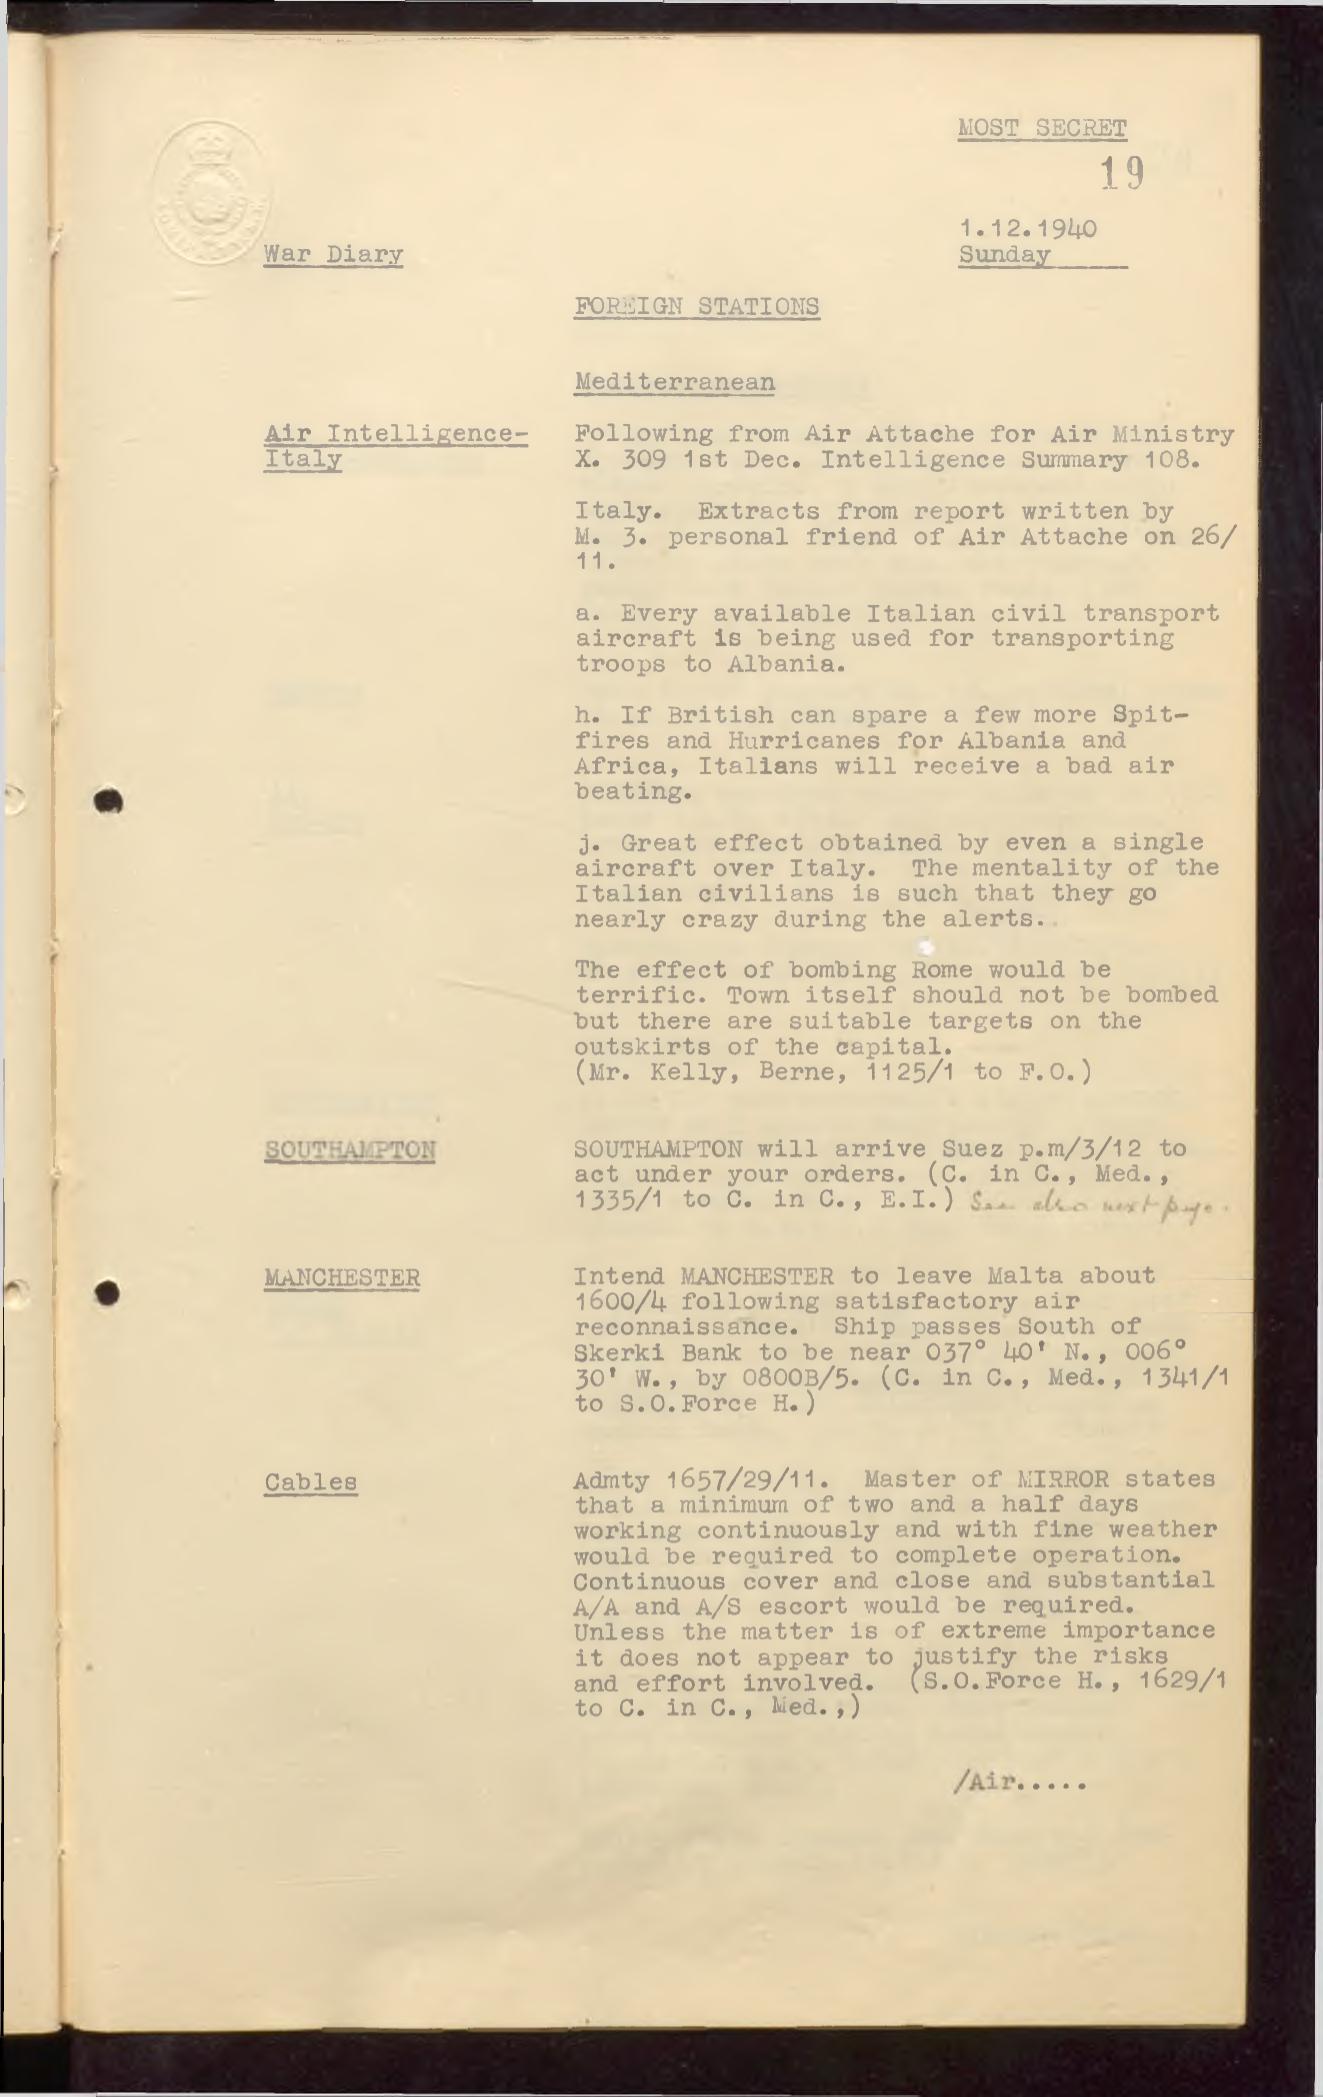 MOST SECRET
19
1.12.1940
War Diary
Sunday
FOREIGN STATIONS
Mediterranean
Air Intelligence-
Italy
Following from Air Attache for Air Ministry
X. 309 1st Dec. Intelligence Summary 108.
Italy. Extracts from report written by
M. 3. personal friend of Air Attache on 26/
11.
a. Every available Italian civil transport
aircraft is being used for transporting
troops to Albania.
h. If British can spare a few more Spit-
fires and Hurricanes for Albania and
Africa, Italians will receive a bad air
beating.
j. Great effect obtained by even a single
aircraft over Italy. The mentality of the
Italian civilians is such that they go
nearly crazy during the alerts.
The effect of bombing Rome would be
terrific. Town itself should not be bombed
but there are suitable targets on the
outskirts of the capital.
(Mr. Kelly, Berne, 1125/1 to F.O.)
SOUTHAMPTON
SOUTHAMPTON will arrive Suez p.m/3/12 to
act under your orders. (C. in C., Med.,
1335/1 to C. in C., E.I.) See also next page.
MANCHESTER
Intend MANCHESTER to leave Malta about
1600/4 following satisfactory air
reconnaissance. Ship passes South of
Skerki Bank to be near 037° 40' N., 006°
30' W., by 0800B/5. (C. in C., Med., 1341/1
to S.O.Force H.)
Cables
Admty 1657/29/11. Master of MIRROR states
that a minimum of two and a half days
working continuously and with fine weather
would be required to complete operation.
Continuous cover and close and substantial
A/A and A/S escort would be required.
Unless the matter is of extreme importance
it does not appear to justify the risks
and effort involved. (S.O.Force H., 1629/1
to C. in C., Med.,)
/Air.....